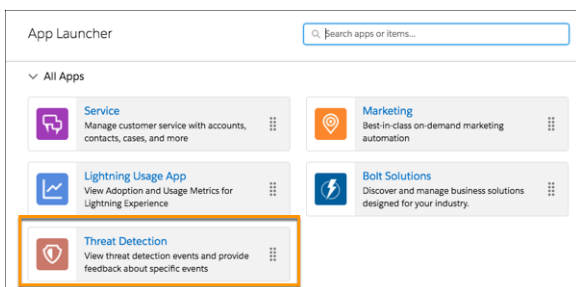 App Launcher
Search apps or items...
All Apps
Service
Manage customer service with accounts,
contacts, cases, and more
Marketing
Best-in-class on-demand marketing
automation
Lightning Usage App
View Adoption and Usage Metrics for
Lightning Experience
Bolt Solutions
Discover and manage business solutions
designed for your industry.
Threat Detection
View threat detection events and provide
feedback about specific events